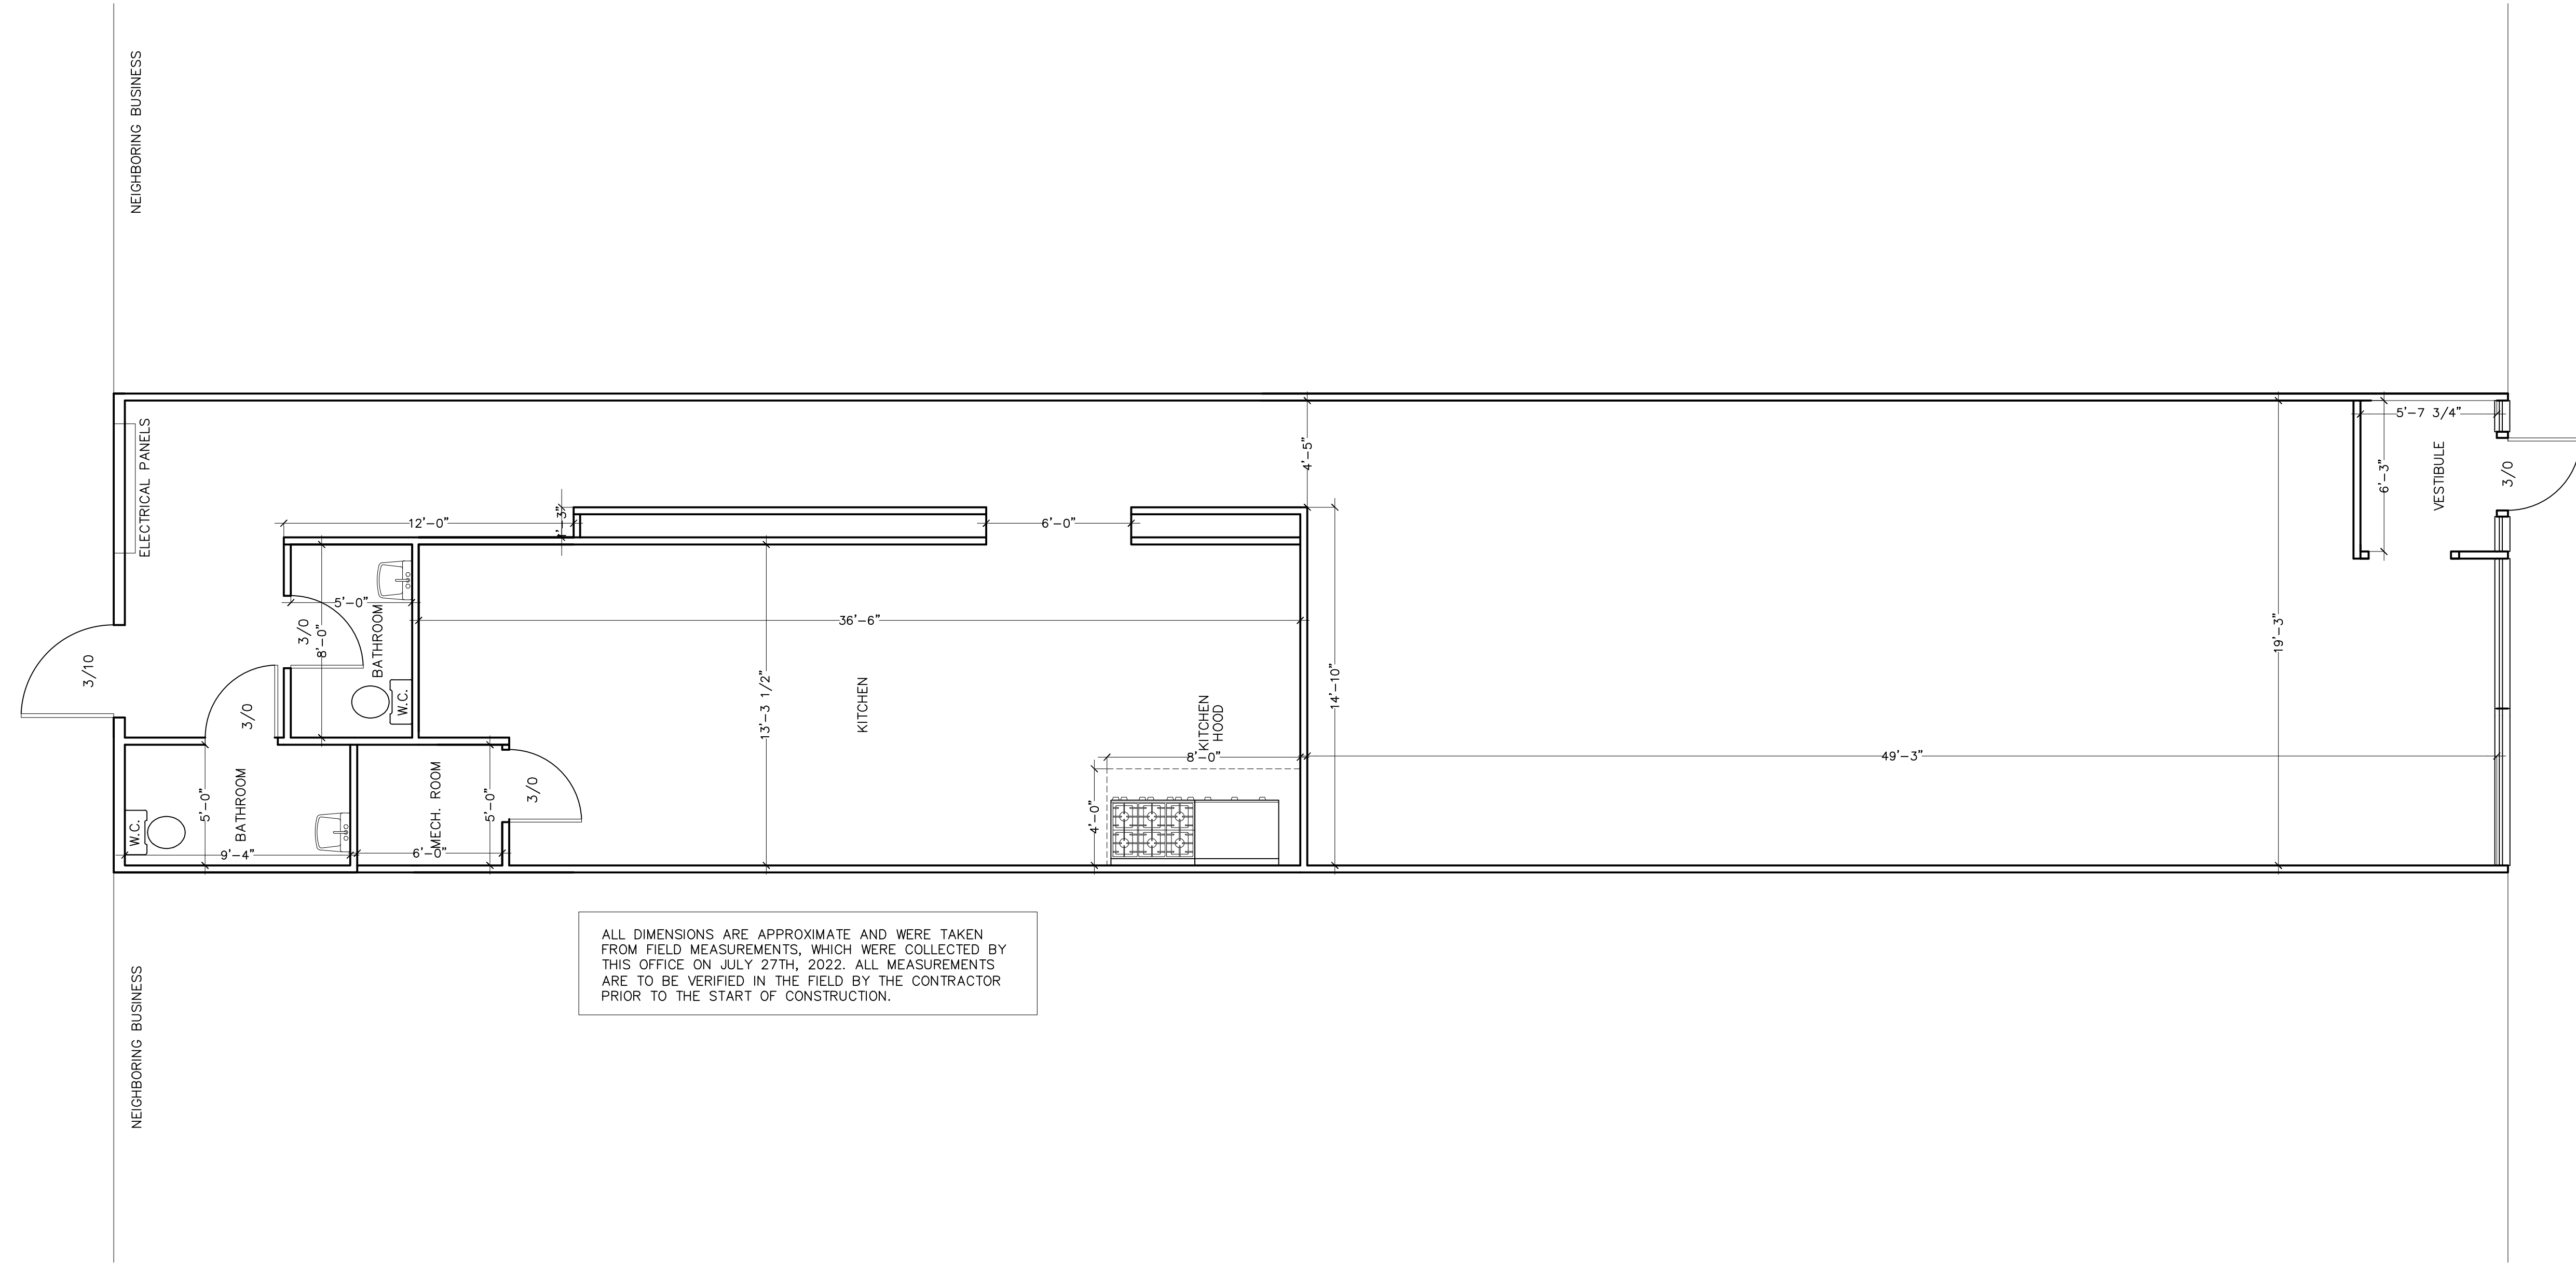 NEIGHBORING BUSINESS
ELECTRICAL PANELS
4'-5"
5'-7 3/4"
6'-3"
VESTIBULE
3/0
12'-0"
1'-3"
6'-0"
5'-0"
3/0
8'-0"
BATHROOM
W.C.
36'-6"
13'-3 1/2"
KITCHEN
KITCHEN
HOOD
8'-0"
4'-0"
14'-10"
19'-3"
49'-3"
3/10
3/0
W.C.
5'-0"
BATHROOM
9'-4"
MECH. ROOM
6'-0"
5'-0"
3/0
ALL DIMENSIONS ARE APPROXIMATE AND WERE TAKEN
FROM FIELD MEASUREMENTS, WHICH WERE COLLECTED BY
THIS OFFICE ON JULY 27TH, 2022. ALL MEASUREMENTS
ARE TO BE VERIFIED IN THE FIELD BY THE CONTRACTOR
PRIOR TO THE START OF CONSTRUCTION.
NEIGHBORING BUSINESS